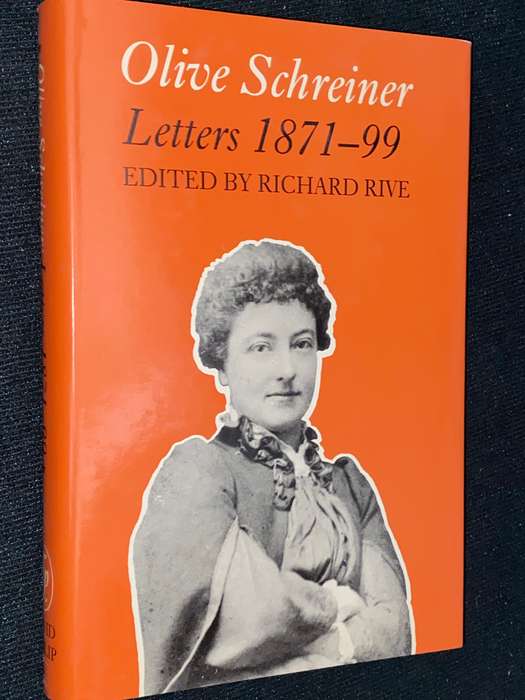 Olive Schreiner
Letters 1871–99
EDITED BY RICHARD RIVE